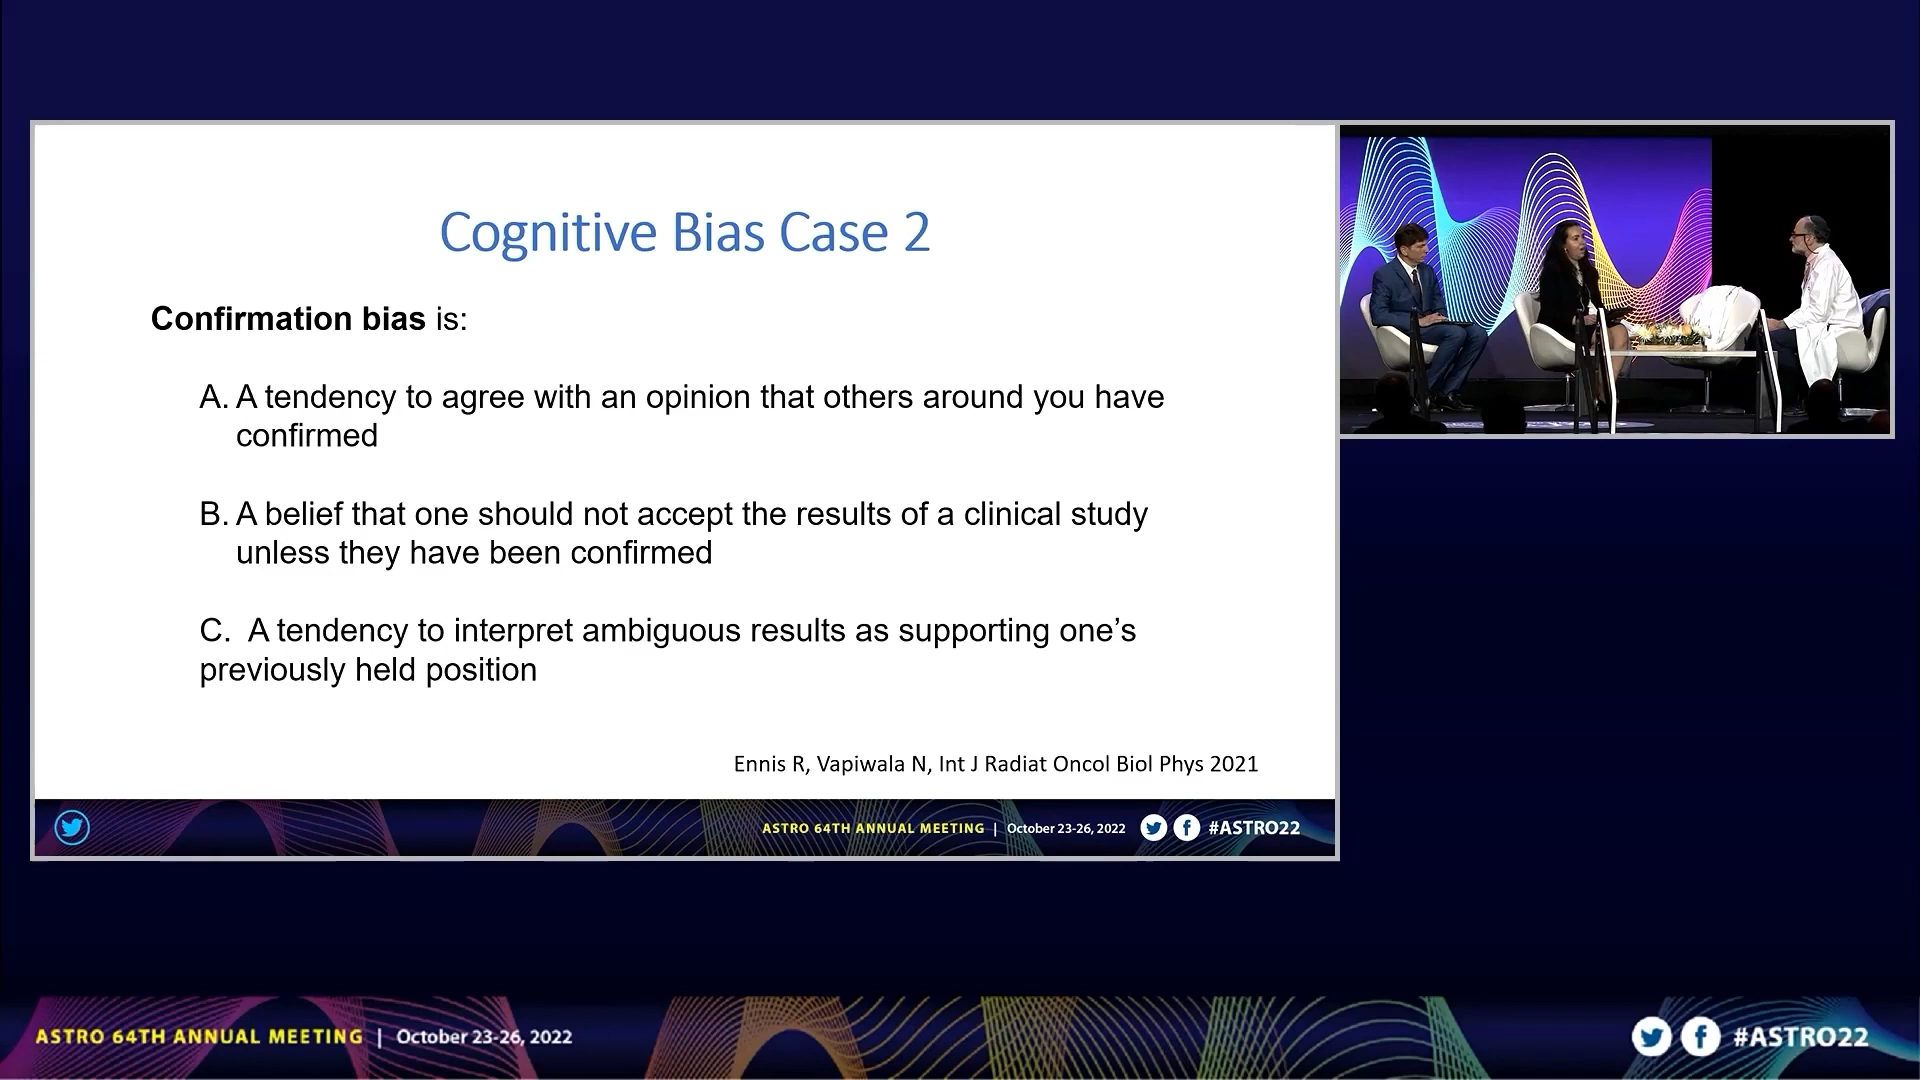 Cognitive Bias Case 2
Confirmation bias is:
A. A tendency to agree with an opinion that others around you have
confirmed
B. A belief that one should not accept the results of a clinical study
unless they have been confirmed
C. A tendency to interpret ambiguous results as supporting one’s
previously held position
Ennis R, Vapiwala N, Int J Radiat Oncol Biol Phys 2021
ASTRO 64TH ANNUAL MEETING | October 23-26, 2022 #ASTRO22
ASTRO 64TH ANNUAL MEETING | October 23-26, 2022 #ASTRO22